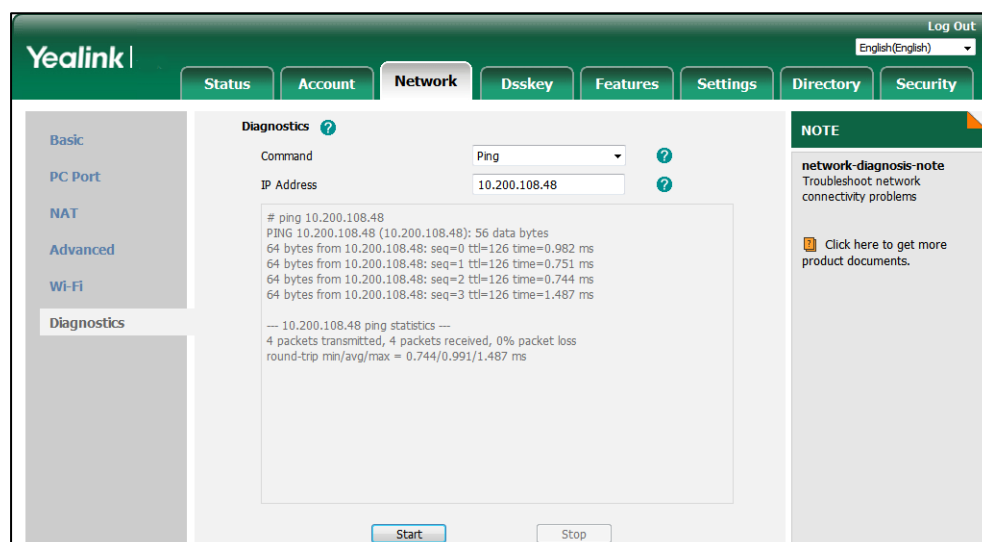 Log Out
Yealink
English(English)
Status Account Network Dsskey Features Settings Directory Security
Basic
PC Port
NAT
Advanced
Wi-Fi
Diagnostics
Diagnostics ?
Command Ping ?
IP Address 10.200.108.48 ?
# ping 10.200.108.48
PING 10.200.108.48 (10.200.108.48): 56 data bytes
64 bytes from 10.200.108.48: seq=0 ttl=126 time=0.982 ms
64 bytes from 10.200.108.48: seq=1 ttl=126 time=0.751 ms
64 bytes from 10.200.108.48: seq=2 ttl=126 time=0.744 ms
64 bytes from 10.200.108.48: seq=3 ttl=126 time=1.487 ms
--- 10.200.108.48 ping statistics ---
4 packets transmitted, 4 packets received, 0% packet loss
round-trip min/avg/max = 0.744/0.991/1.487 ms
Start Stop
NOTE
network-diagnosis-note
Troubleshoot network
connectivity problems
? Click here to get more
product documents.